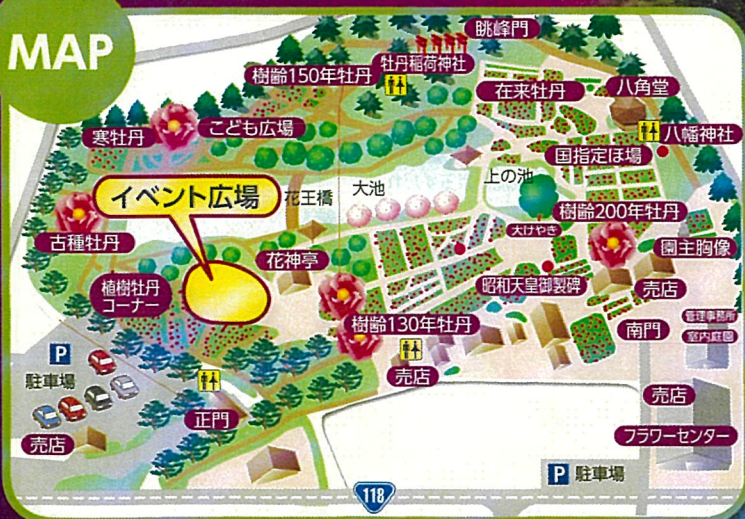 MAP
眺峰門
樹齢150年牡丹
牡丹稲荷神社
在来牡丹
八角堂
寒牡丹
こども広場
国指定ほ場
八幡神社
イベント広場
花王橋
大池
上の池
樹齢200年牡丹
大けやき
古種牡丹
花神亭
園主胸像
植樹牡丹
コーナー
昭和天皇御製碑
売店
樹齢130年牡丹
南門
管理事務所
室内庭園
P
駐車場
売店
売店
正門
売店
フラワーセンター
P 駐車場
118